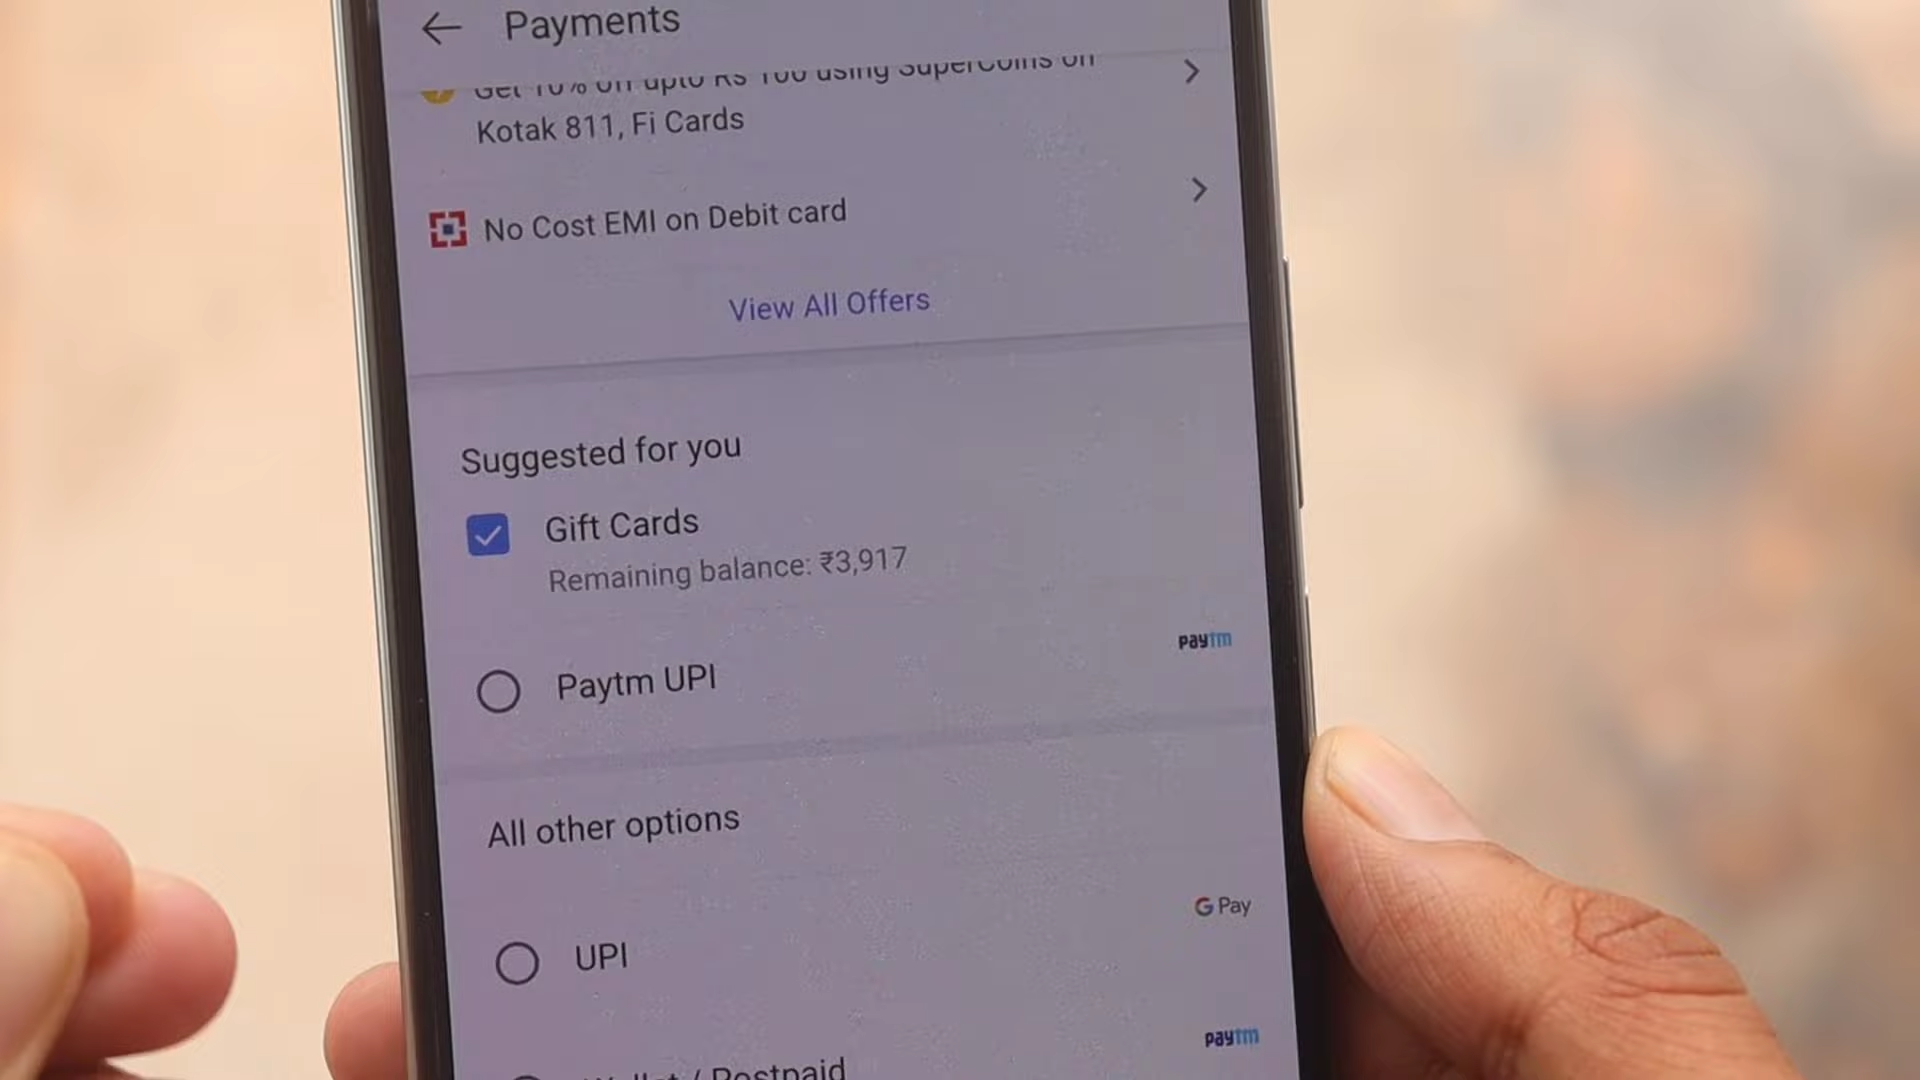 Payments
Get 10% off upto Rs 100 using SuperCoins on
Kotak 811, Fi Cards
No Cost EMI on Debit card
View All Offers
Suggested for you
Gift Cards
Remaining balance: ₹3,917
Paytm UPI
paytm
All other options
G Pay
UPI
paytm
Wallet / Postpaid